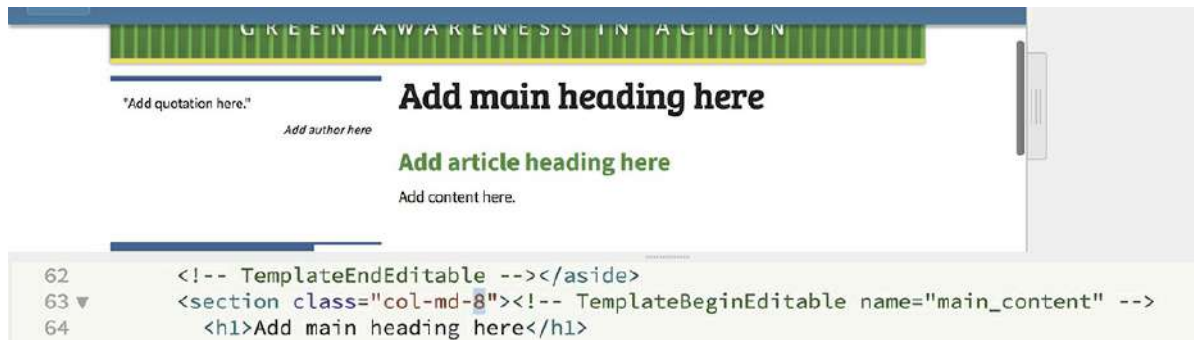 GREEN AWARENESS IN ACTION
"Add quotation here."
Add author here
Add main heading here
Add article heading here
Add content here.
62 <!-- TemplateEndEditable --></aside>
63 <section class="col-md-8"><!-- TemplateBeginEditable name="main_content" -->
64 <h1>Add main heading here</h1>